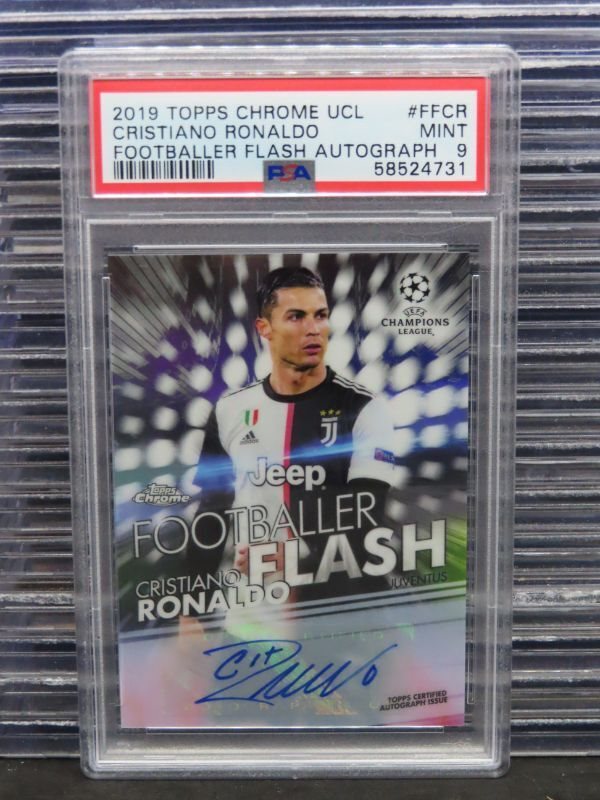 2019 TOPPS CHROME UCL #FFCR
CRISTIANO RONALDO MINT
FOOTBALLER FLASH AUTOGRAPH 9
PSA 58524731
UEFA
CHAMPIONS
LEAGUE
adidas
Jeep
Topps
Chrome
FOOTBALLER
FLASH
CRISTIANO
RONALDO
JUVENTUS
TOPPS CERTIFIED
AUTOGRAPH ISSUE